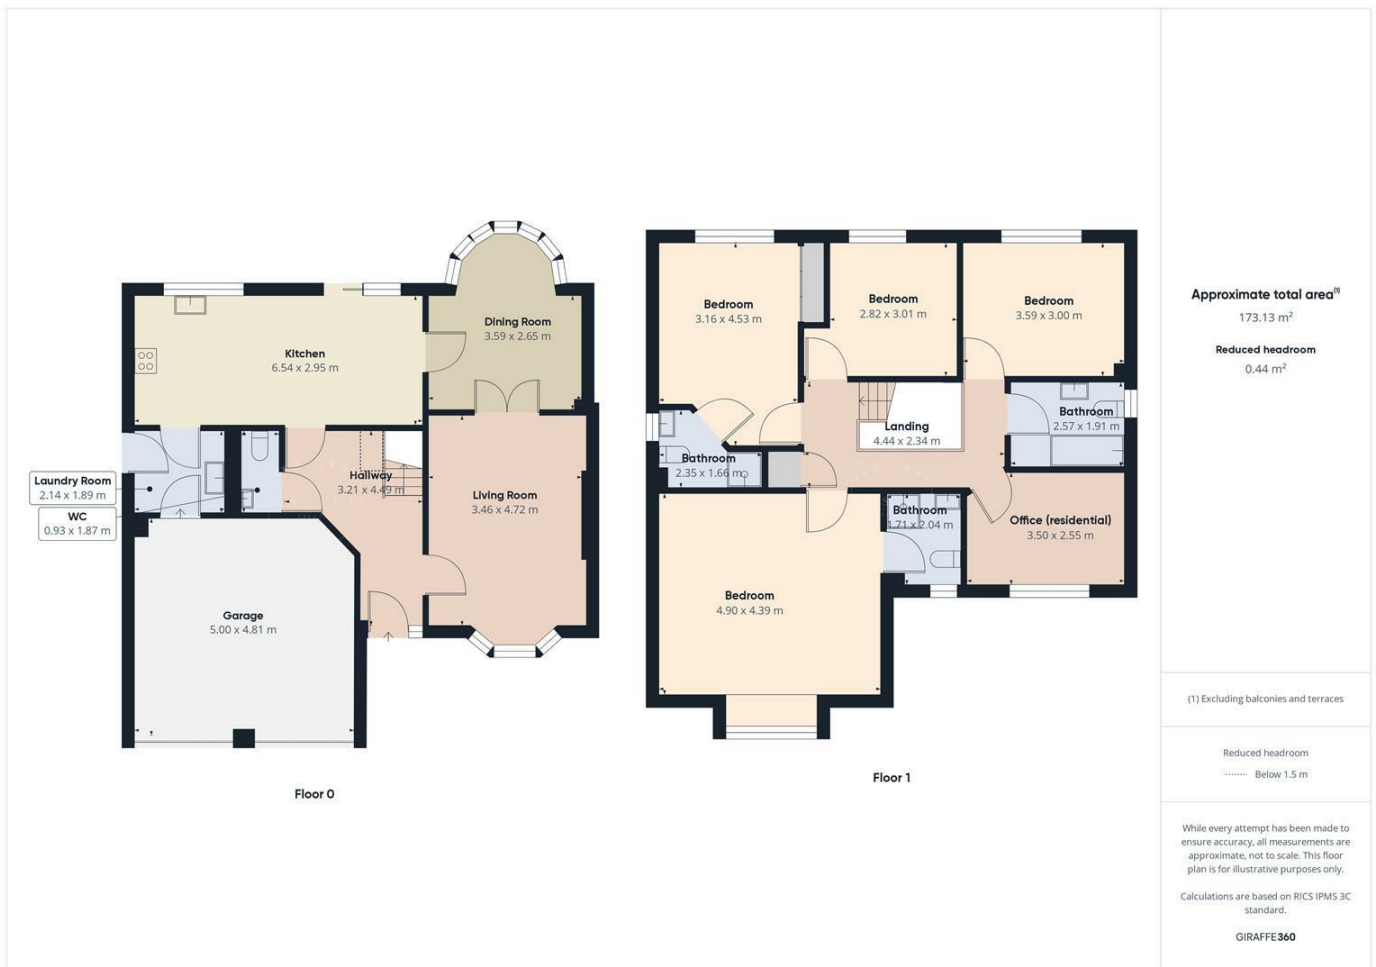 Dining Room
3.59 x 2.65 m
Kitchen
6.54 x 2.95 m
Laundry Room
2.14 x 1.89 m
WC
0.93 x 1.87 m
Hallway
3.21 x 4.49 m
Living Room
3.46 x 4.72 m
Garage
5.00 x 4.81 m
Floor 0
Bedroom
3.16 x 4.53 m
Bedroom
2.82 x 3.01 m
Bedroom
3.59 x 3.00 m
Bathroom
2.57 x 1.91 m
Landing
4.44 x 2.34 m
Bathroom
2.35 x 1.66 m
Bathroom
1.71 x 2.04 m
Office (residential)
3.50 x 2.55 m
Bedroom
4.90 x 4.39 m
Floor 1
Approximate total area(1)
173.13 m²
Reduced headroom
0.44 m²
(1) Excluding balconies and terraces
Reduced headroom
Below 1.5 m
While every attempt has been made to
ensure accuracy, all measurements are
approximate, not to scale. This floor
plan is for illustrative purposes only.
Calculations are based on RICS IPMS 3C
standard.
GIRAFFE360